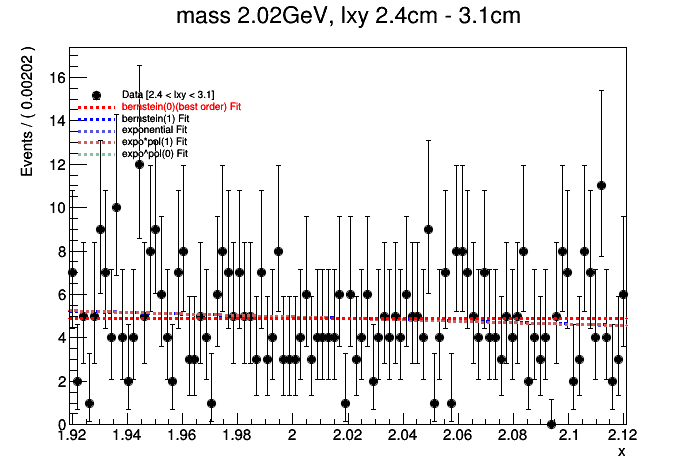 mass 2.02GeV, lxy 2.4cm - 3.1cm
Events / ( 0.00202 )
16
14
12
10
8
6
4
2
0
Data [2.4 < lxy < 3.1]
bernstein(0)(best order) Fit
bernstein(1) Fit
exponential Fit
expo*pol(1) Fit
expo^pol(0) Fit
1.92 1.94 1.96 1.98 2 2.02 2.04 2.06 2.08 2.1 2.12
x